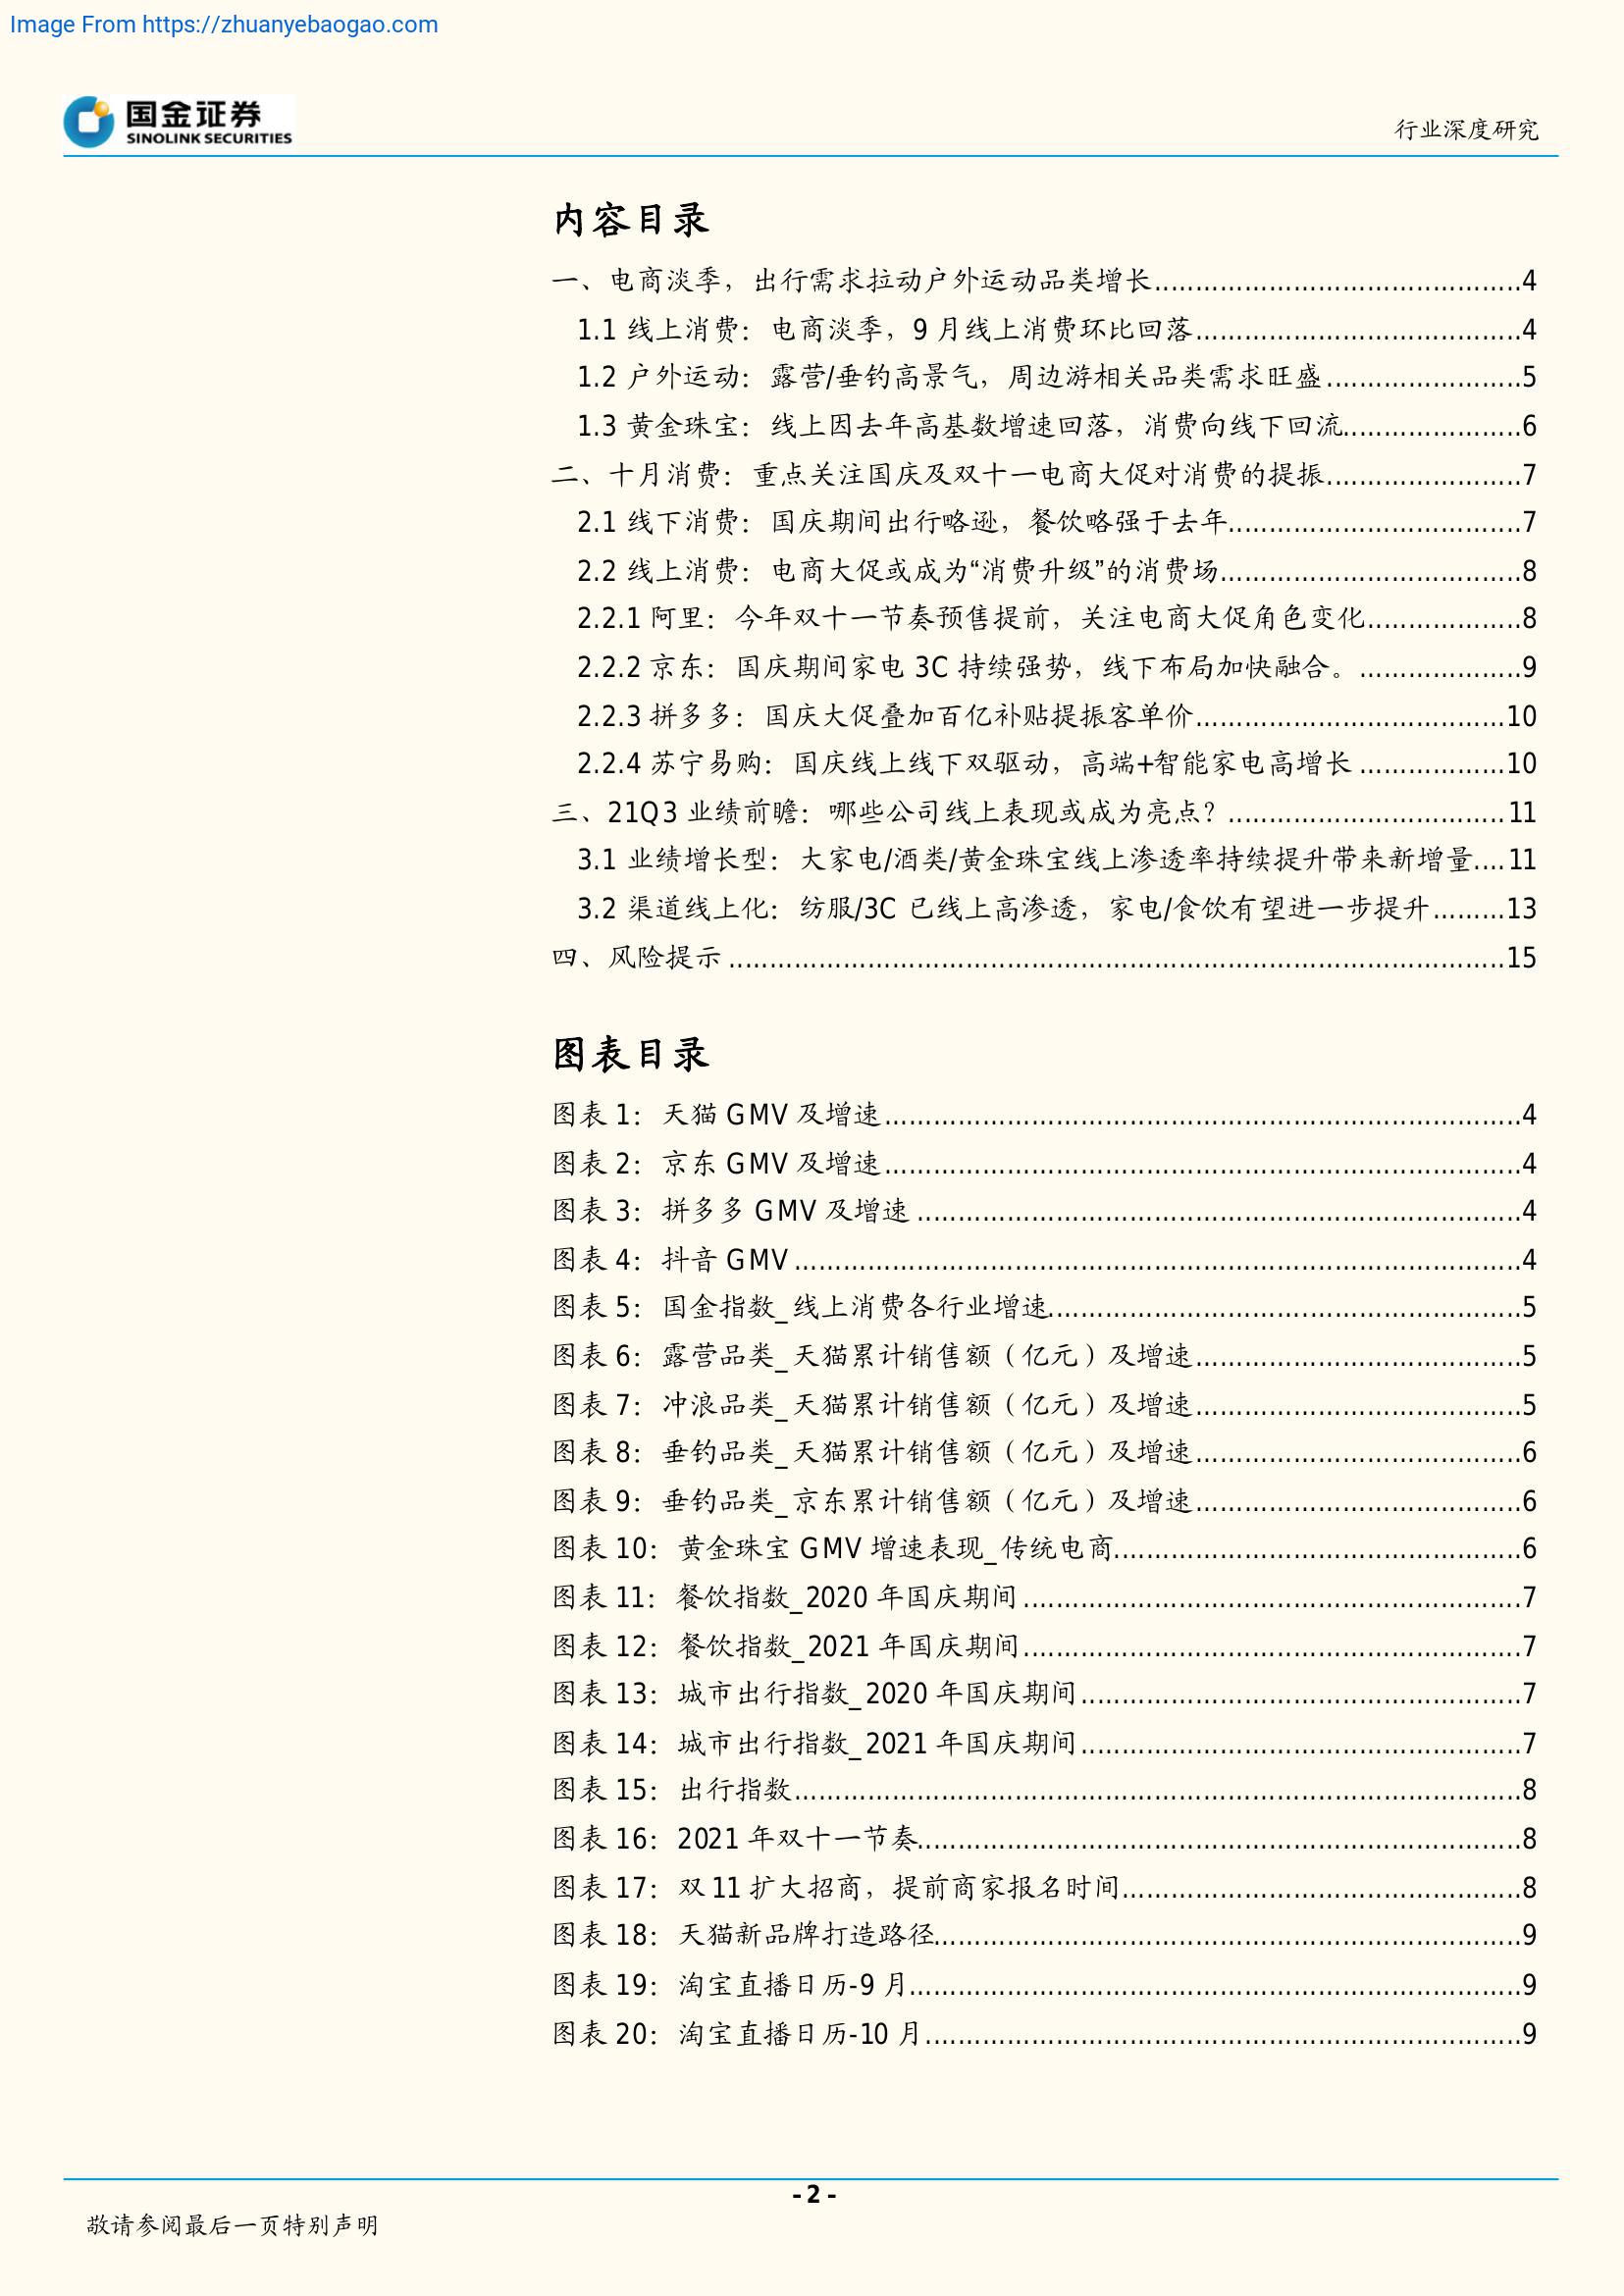 Image From https://zhuanyebaogao.com
国金证券
SINOLINK SECURITIES
行业深度研究
内容目录
一、电商淡季，出行需求拉动户外运动品类增长............................................4
1.1 线上消费：电商淡季，9 月线上消费环比回落.......................................4
1.2 户外运动：露营/垂钓高景气，周边游相关品类需求旺盛.......................5
1.3 黄金珠宝：线上因去年高基数增速回落，消费向线下回流.....................6
二、十月消费：重点关注国庆及双十一电商大促对消费的提振.......................7
2.1 线下消费：国庆期间出行略逊，餐饮略强于去年...................................7
2.2 线上消费：电商大促或成为“消费升级”的消费场....................................8
2.2.1 阿里：今年双十一节奏预售提前，关注电商大促角色变化..................8
2.2.2 京东：国庆期间家电 3C 持续强势，线下布局加快融合。...................9
2.2.3 拼多多：国庆大促叠加百亿补贴提振客单价.....................................10
2.2.4 苏宁易购：国庆线上线下双驱动，高端+智能家电高增长 .................10
三、21Q3 业绩前瞻：哪些公司线上表现或成为亮点？.................................11
3.1 业绩增长型：大家电/酒类/黄金珠宝线上渗透率持续提升带来新增量....11
3.2 渠道线上化：纺服/3C 已线上高渗透，家电/食饮有望进一步提升.........13
四、风险提示 ..............................................................................................15
图表目录
图表 1：天猫 GMV 及增速.............................................................................4
图表 2：京东 GMV 及增速.............................................................................4
图表 3：拼多多 GMV 及增速 .........................................................................4
图表 4：抖音 GMV........................................................................................4
图表 5：国金指数_线上消费各行业增速.........................................................5
图表 6：露营品类_天猫累计销售额（亿元）及增速.......................................5
图表 7：冲浪品类_天猫累计销售额（亿元）及增速.......................................5
图表 8：垂钓品类_天猫累计销售额（亿元）及增速.......................................6
图表 9：垂钓品类_京东累计销售额（亿元）及增速.......................................6
图表 10：黄金珠宝 GMV 增速表现_传统电商.................................................6
图表 11：餐饮指数_2020 年国庆期间............................................................7
图表 12：餐饮指数_2021 年国庆期间............................................................7
图表 13：城市出行指数_2020 年国庆期间.....................................................7
图表 14：城市出行指数_2021 年国庆期间.....................................................7
图表 15：出行指数........................................................................................8
图表 16：2021 年双十一节奏.........................................................................8
图表 17：双 11 扩大招商，提前商家报名时间................................................8
图表 18：天猫新品牌打造路径.......................................................................9
图表 19：淘宝直播日历-9 月..........................................................................9
图表 20：淘宝直播日历-10 月........................................................................9
- 2 -
敬请参阅最后一页特别声明